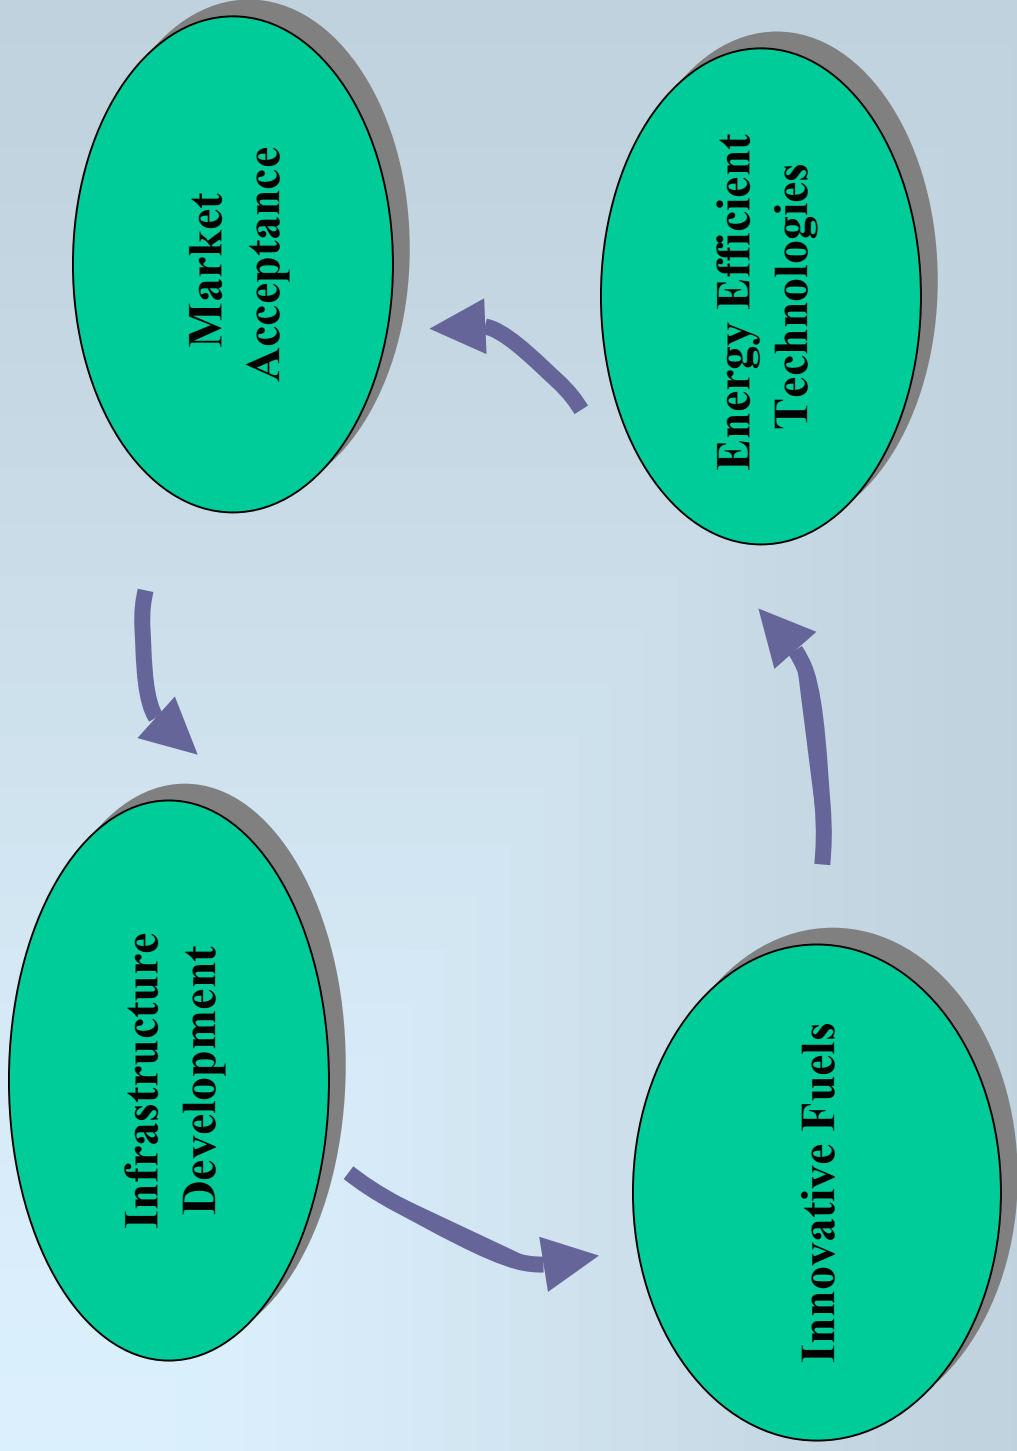 Infrastructure
Development
Market
Acceptance
Innovative Fuels
Energy Efficient
Technologies